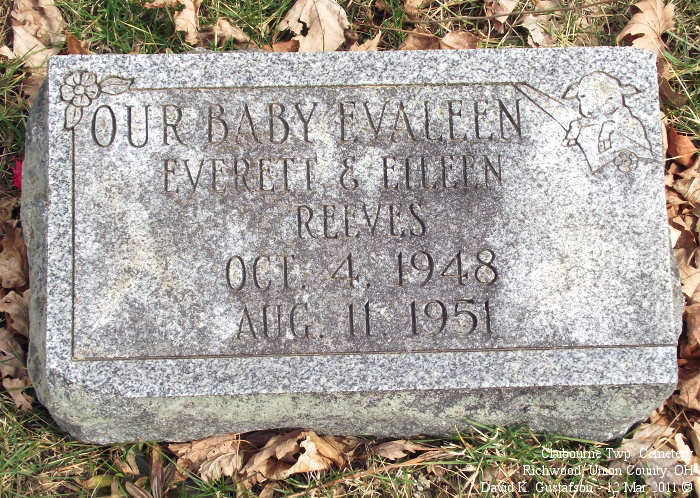 OUR BABY EVALEEN
EVERETT & EILEEN
REEVES
OCT. 4, 1948
AUG. 11, 1951
Claibourne Twp. Cemetery
Richwood, Union County, OH
David K. Gustafson - 12 Mar. 2011 ©